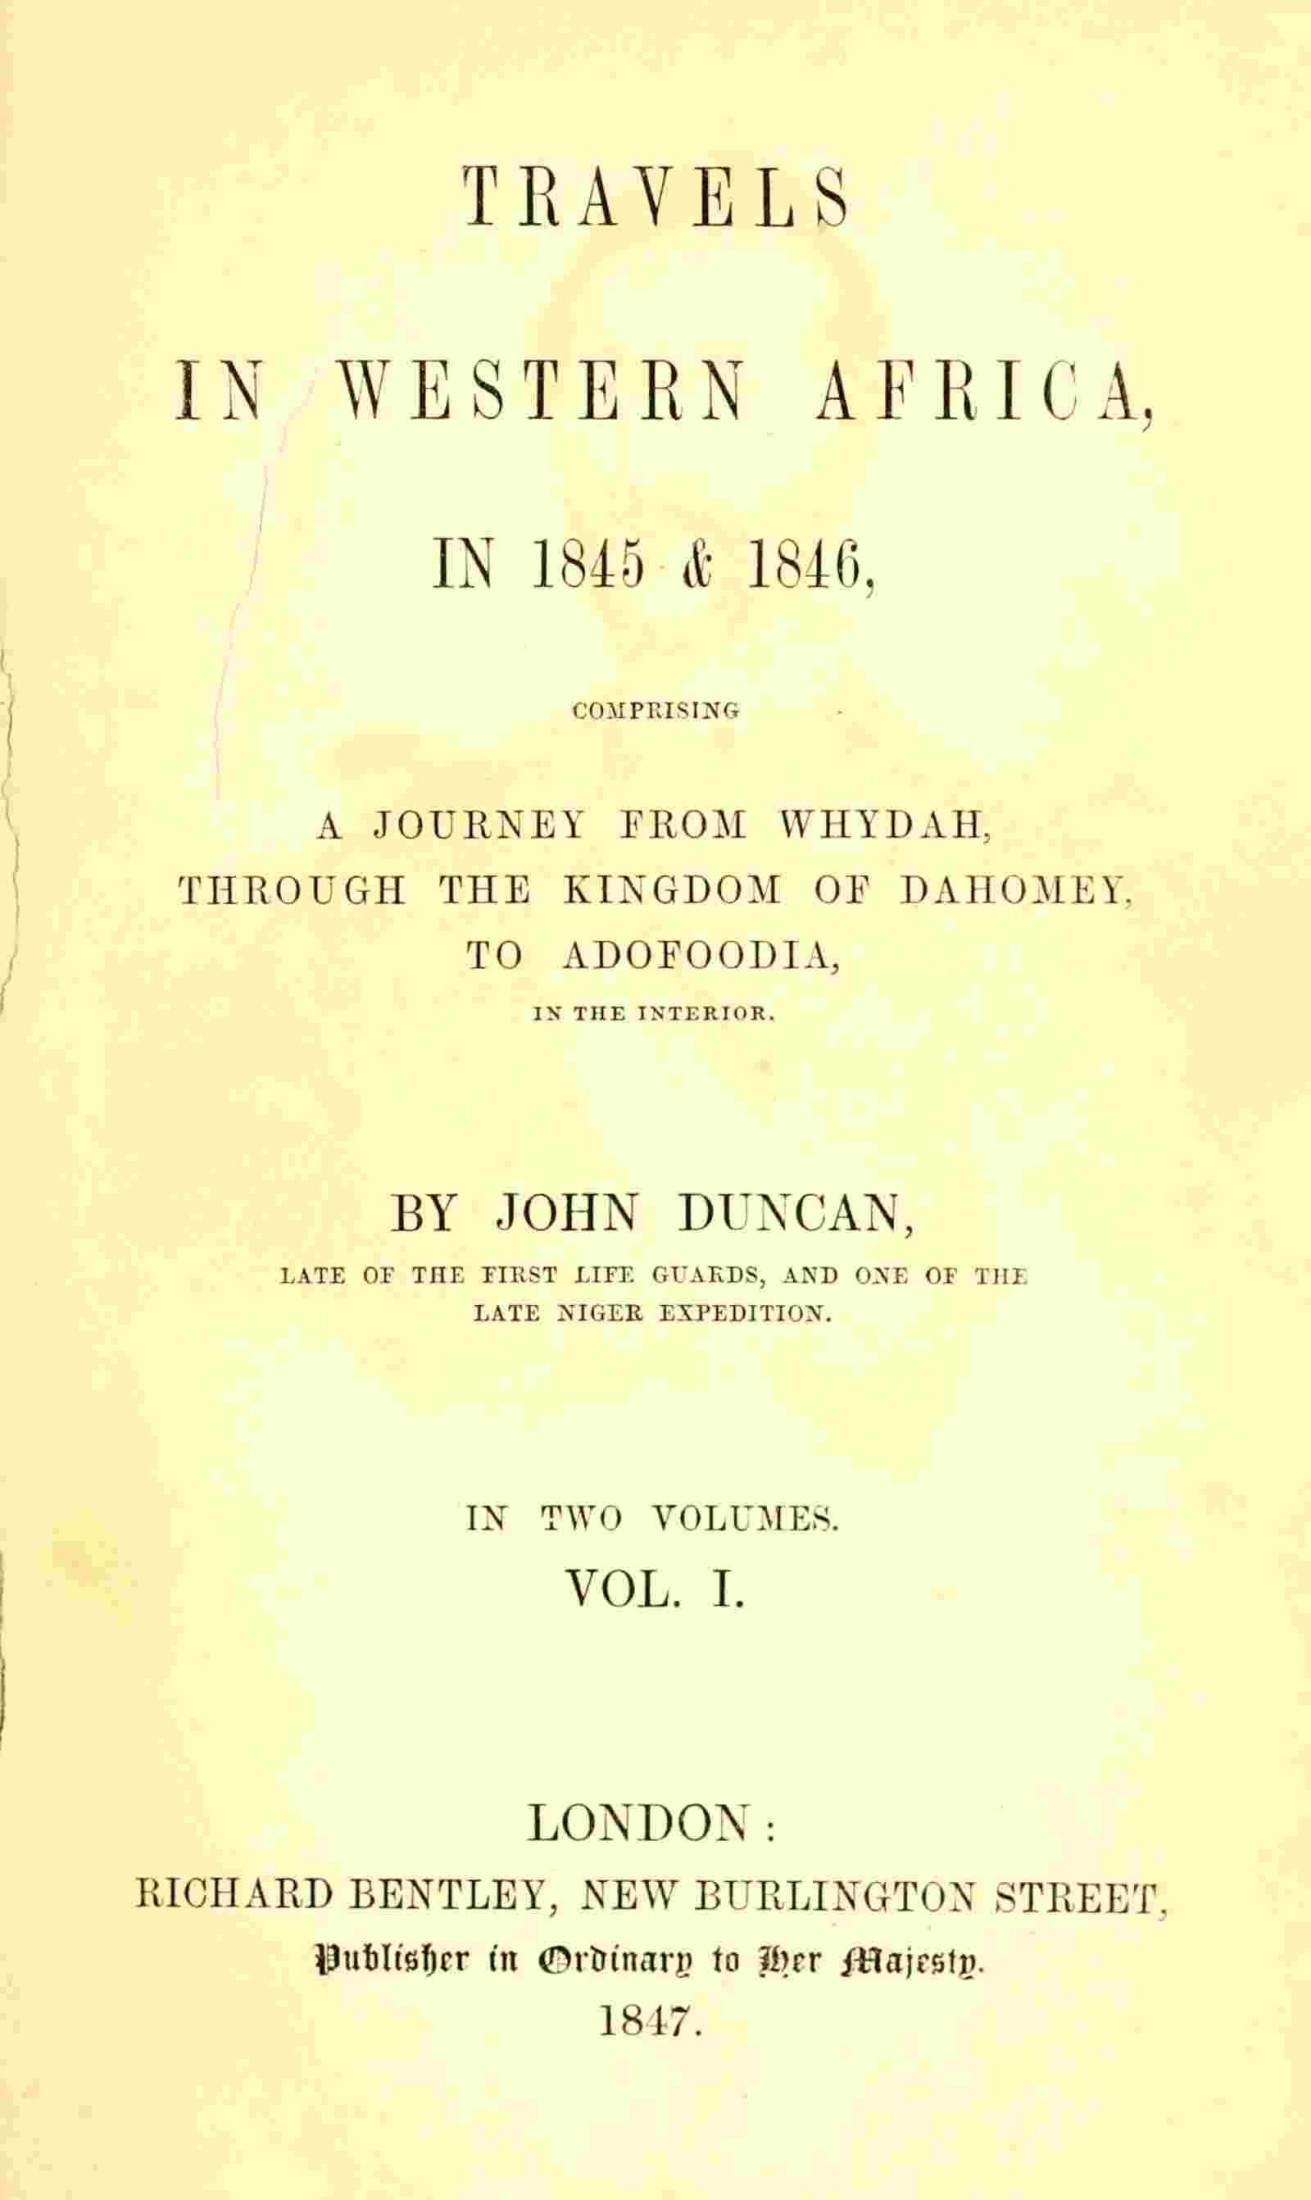 TRAVELS
IN WESTERN AFRICA,
IN 1845 & 1846,
COMPRISING
A JOURNEY FROM WHYDAH,
THROUGH THE KINGDOM OF DAHOMEY,
TO ADOFOODIA,
IN THE INTERIOR.
BY JOHN DUNCAN,
LATE OF THE FIRST LIFE GUARDS, AND ONE OF THE
LATE NIGER EXPEDITION.
IN TWO VOLUMES.
VOL. I.
LONDON:
RICHARD BENTLEY, NEW BURLINGTON STREET,
Publisher in Ordinary to Her Majesty.
1847.